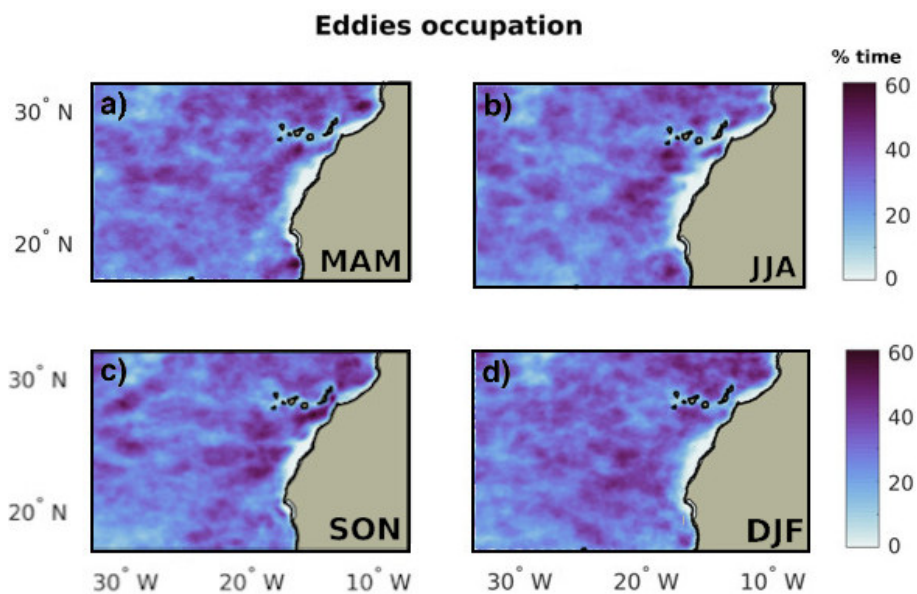 Eddies occupation
% time
a)
b)
30° N
20° N
MAM
JJA
60
40
20
0
c)
d)
30° N
20° N
SON
DJF
60
40
20
0
30° W
20° W
10° W
30° W
20° W
10° W